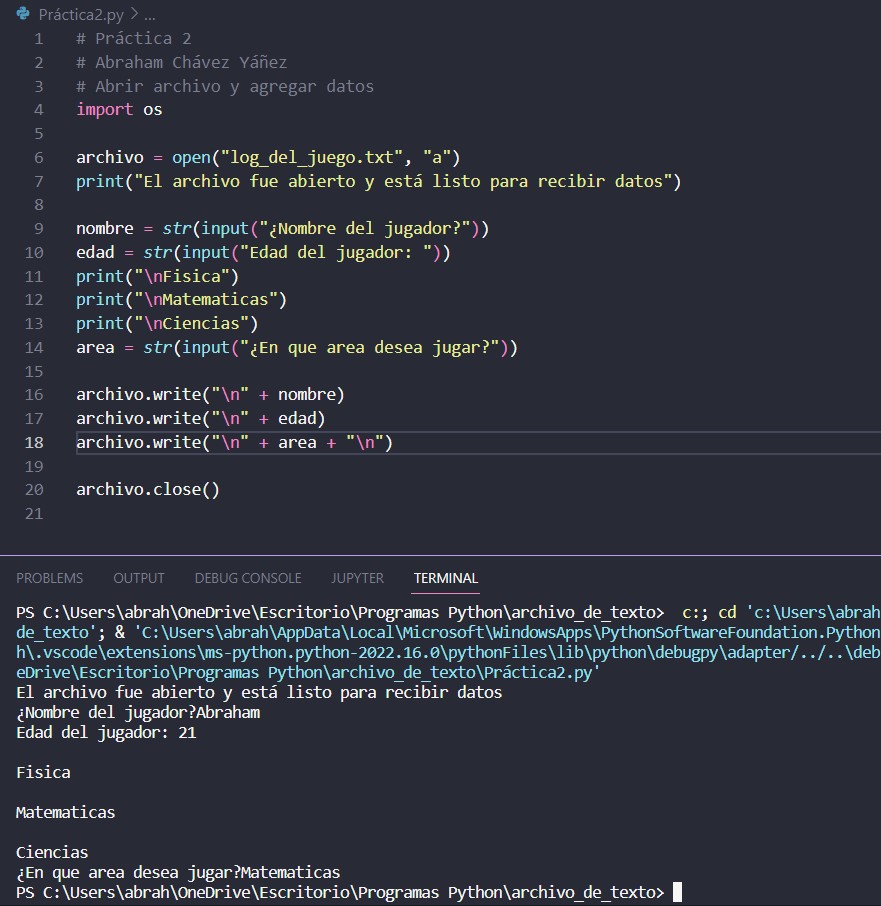 Práctica2.py > ...
1 # Práctica 2
2 # Abraham Chávez Yáñez
3 # Abrir archivo y agregar datos
4 import os
5
6 archivo = open("log_del_juego.txt", "a")
7 print("El archivo fue abierto y está listo para recibir datos")
8
9 nombre = str(input("¿Nombre del jugador?"))
10 edad = str(input("Edad del jugador: "))
11 print("\nFisica")
12 print("\nMatematicas")
13 print("\nCiencias")
14 area = str(input("¿En que area desea jugar?"))
15
16 archivo.write("\n" + nombre)
17 archivo.write("\n" + edad)
18 archivo.write("\n" + area + "\n")
19
20 archivo.close()
21
PROBLEMS OUTPUT DEBUG CONSOLE JUPYTER TERMINAL
PS C:\Users\abrah\OneDrive\Escritorio\Programas Python\archivo_de_texto>  c:; cd 'c:\Users\abrah
de_texto'; & 'C:\Users\abrah\AppData\Local\Microsoft\WindowsApps\PythonSoftwareFoundation.Python
h\.vscode\extensions\ms-python.python-2022.16.0\pythonFiles\lib\python\debugpy\adapter/../..\deb
eDrive\Escritorio\Programas Python\archivo_de_texto\Práctica2.py'
El archivo fue abierto y está listo para recibir datos
¿Nombre del jugador?Abraham
Edad del jugador: 21
Fisica
Matematicas
Ciencias
¿En que area desea jugar?Matematicas
PS C:\Users\abrah\OneDrive\Escritorio\Programas Python\archivo_de_texto>